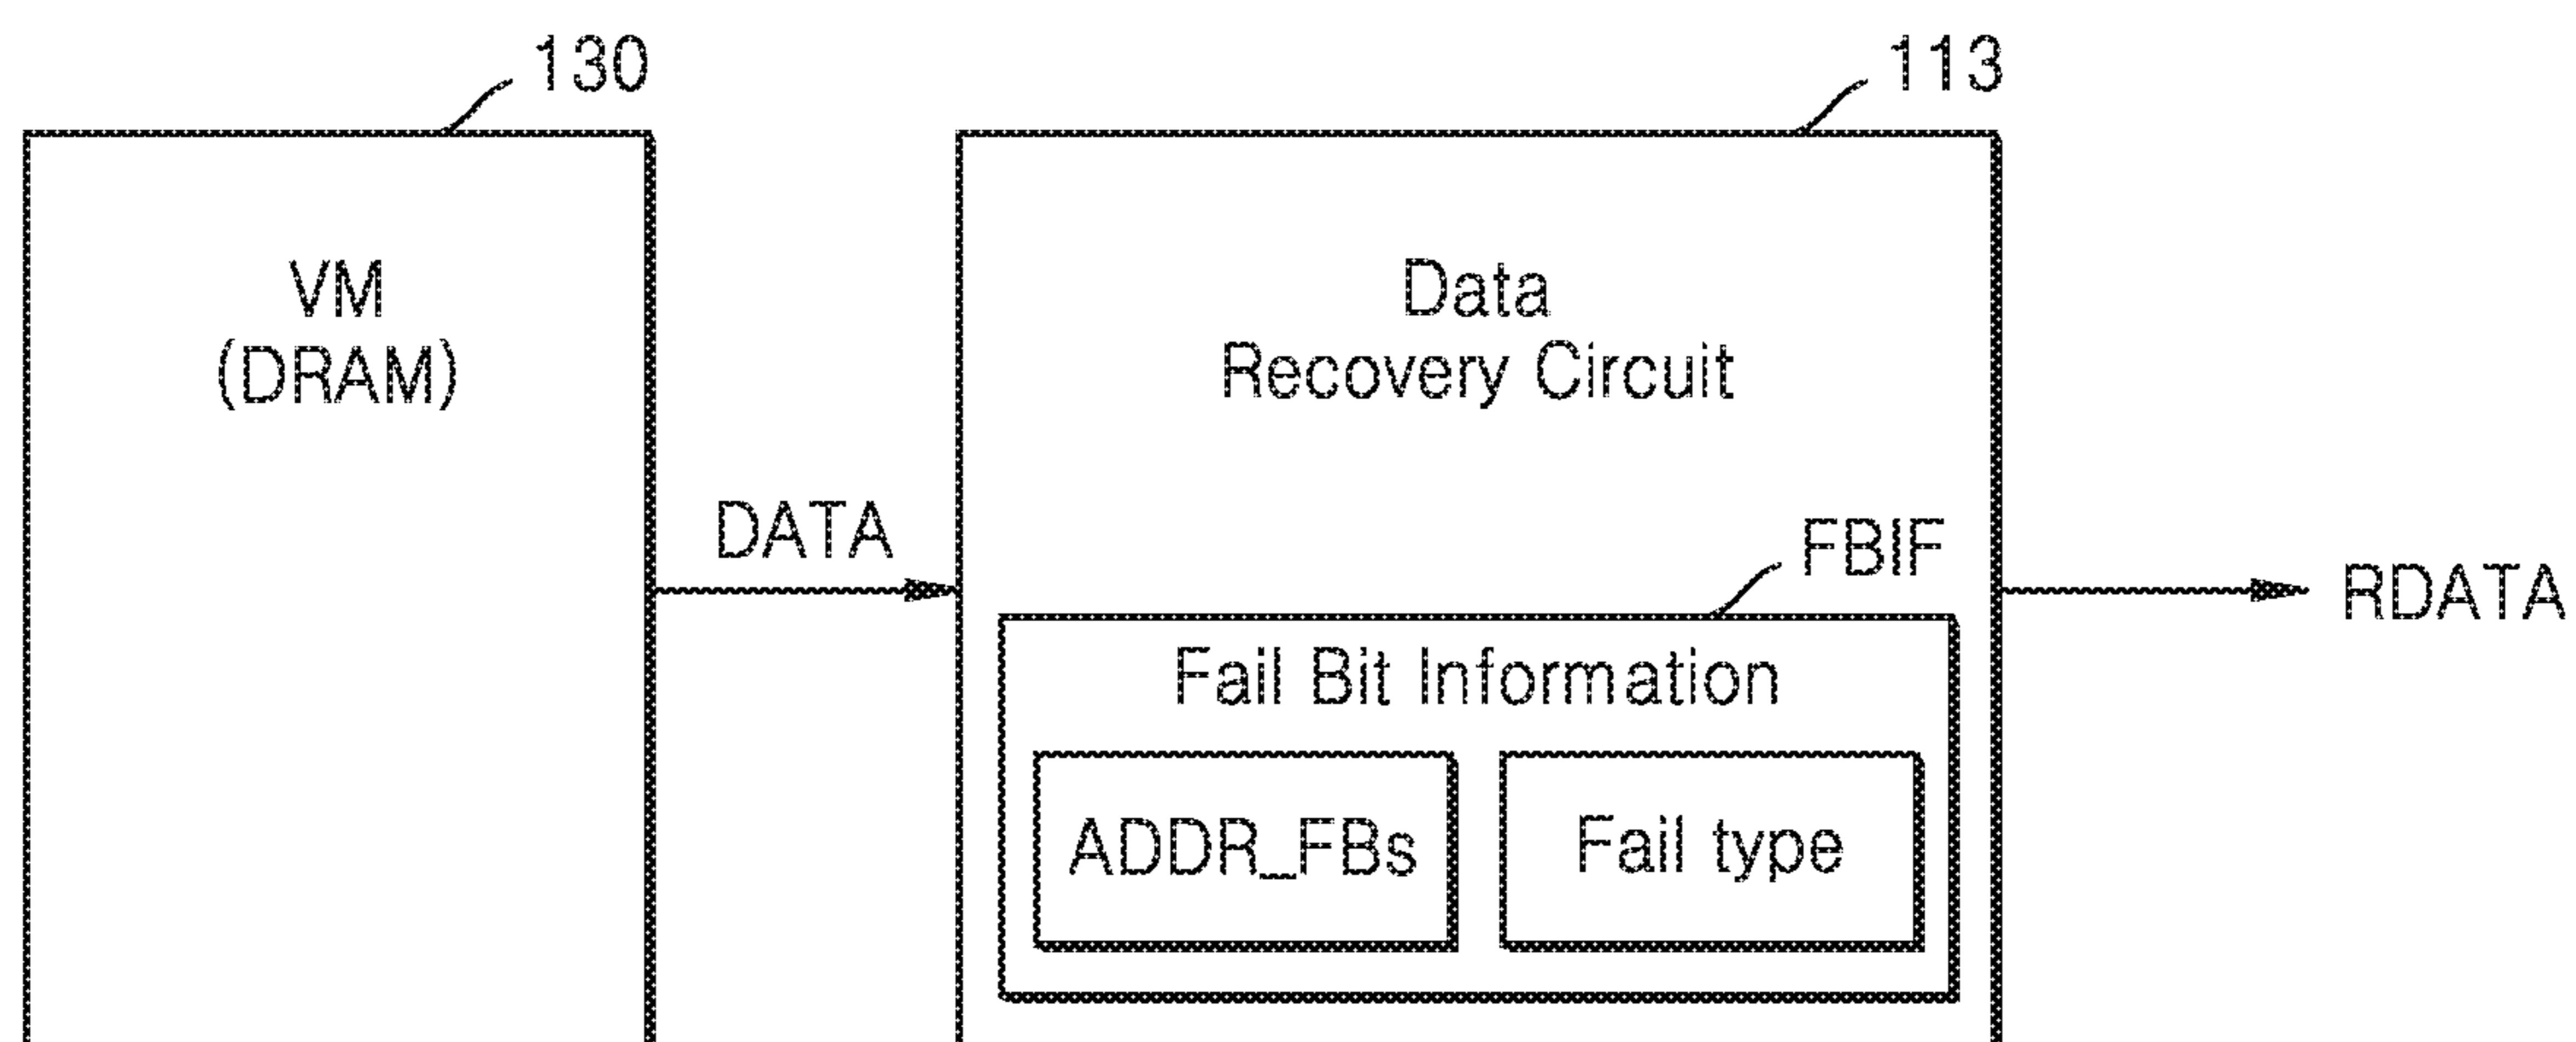 130
113
VM
(DRAM)
Data
Recovery Circuit
DATA
FBIF
RDATA
Fail Bit Information
ADDR_FBs
Fail type